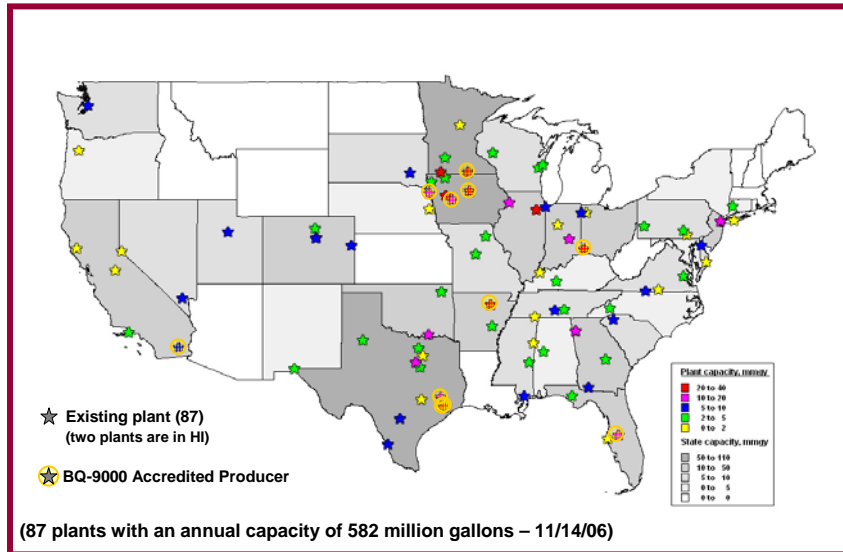 Existing plant (87)
(two plants are in HI)
BQ-9000 Accredited Producer
Plant capacity, mmgy
20 to 40
10 to 20
5 to 10
2 to 5
0 to 2
State capacity, mmgy
50 to 110
10 to 50
5 to 10
0 to 5
0 to 0
(87 plants with an annual capacity of 582 million gallons – 11/14/06)